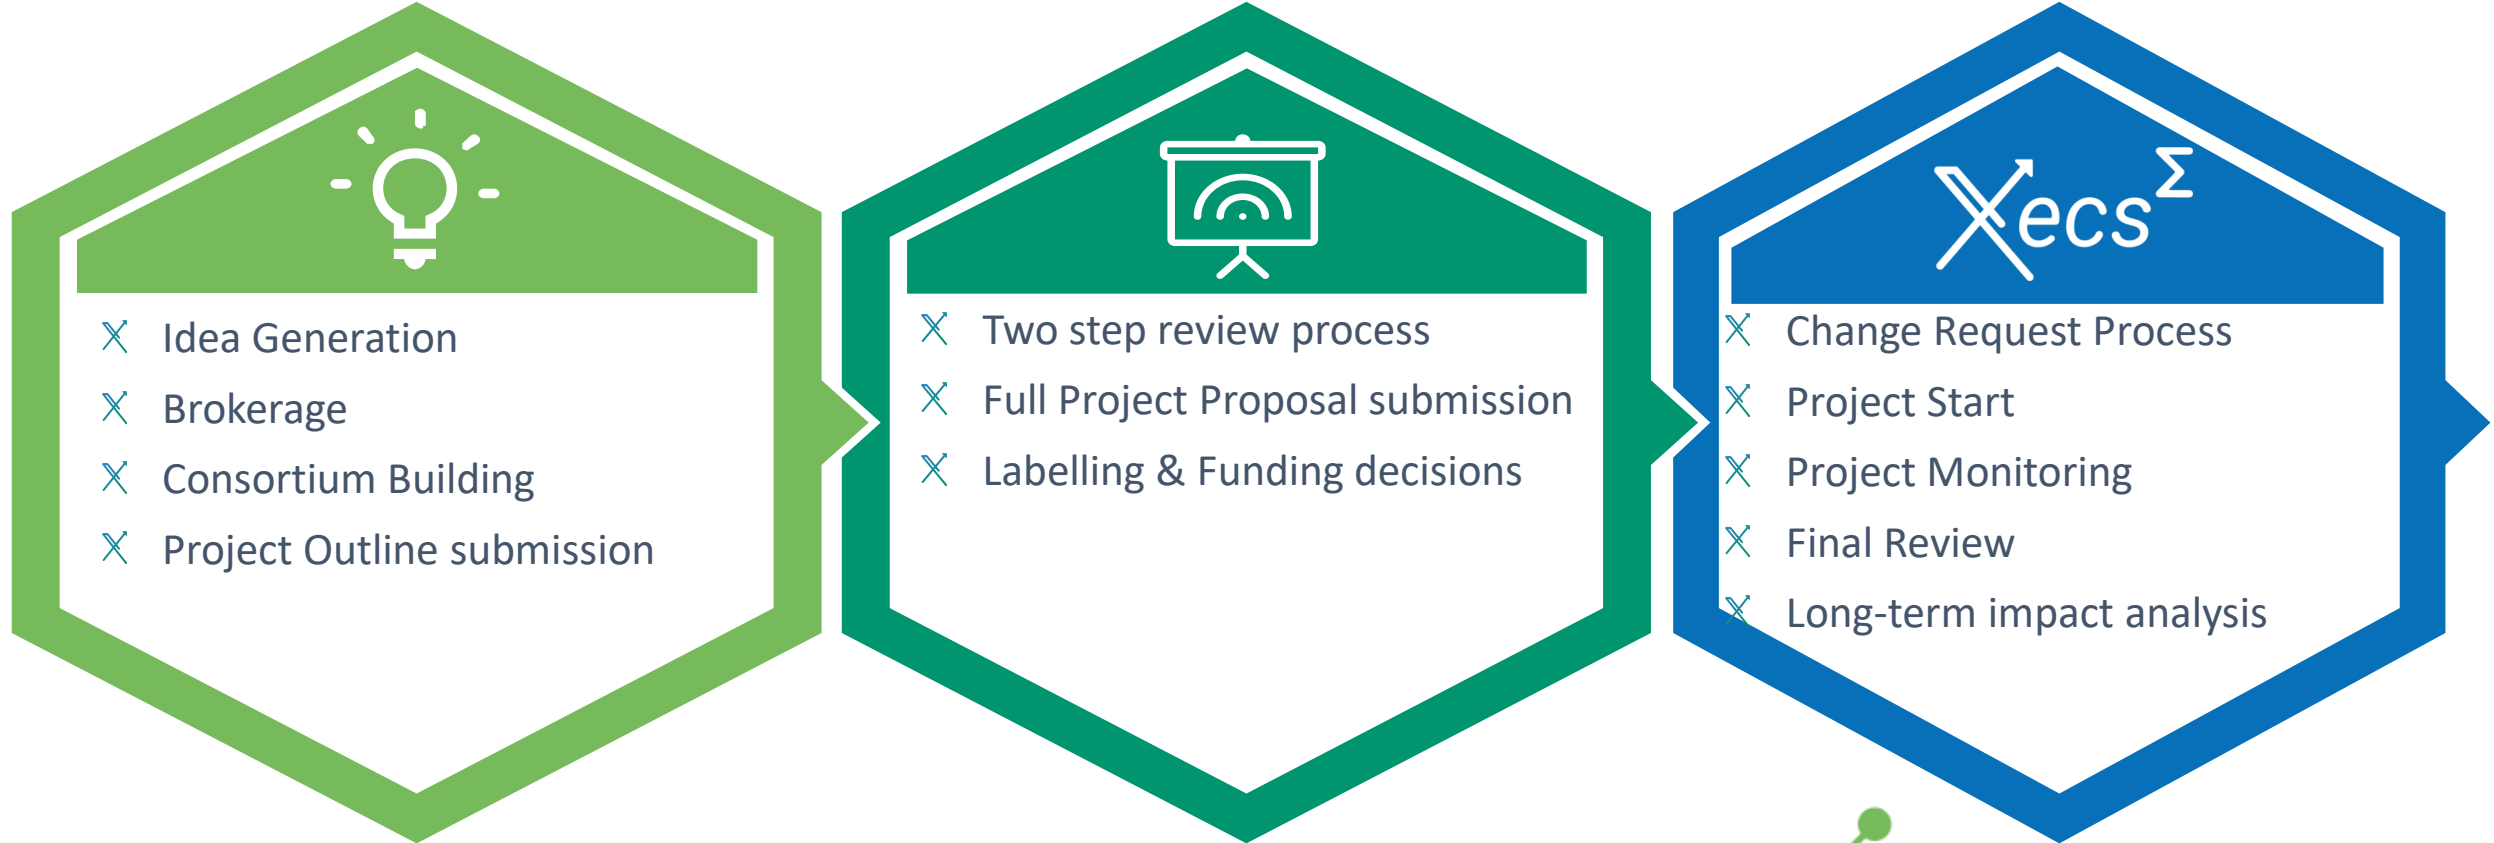 Idea Generation
Brokerage
Consortium Building
Project Outline submission
Two step review process
Full Project Proposal submission
Labelling & Funding decisions
Xecs Σ
Change Request Process
Project Start
Project Monitoring
Final Review
Long-term impact analysis